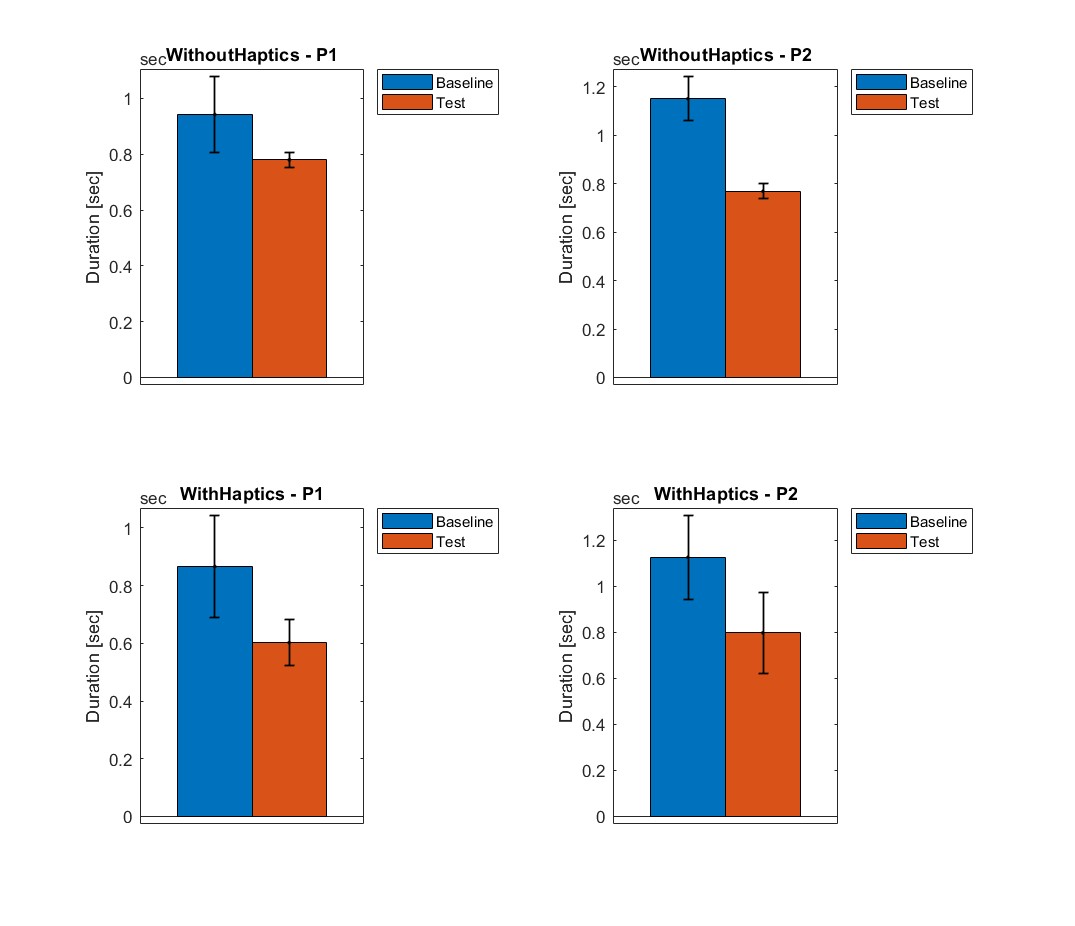 sec WithoutHaptics - P1
Baseline
Test
1
0.8
0.6
0.4
0.2
0
Duration [sec]
sec WithoutHaptics - P2
Baseline
Test
1.2
1
0.8
0.6
0.4
0.2
0
Duration [sec]
sec WithHaptics - P1
Baseline
Test
1
0.8
0.6
0.4
0.2
0
Duration [sec]
sec WithHaptics - P2
Baseline
Test
1.2
1
0.8
0.6
0.4
0.2
0
Duration [sec]